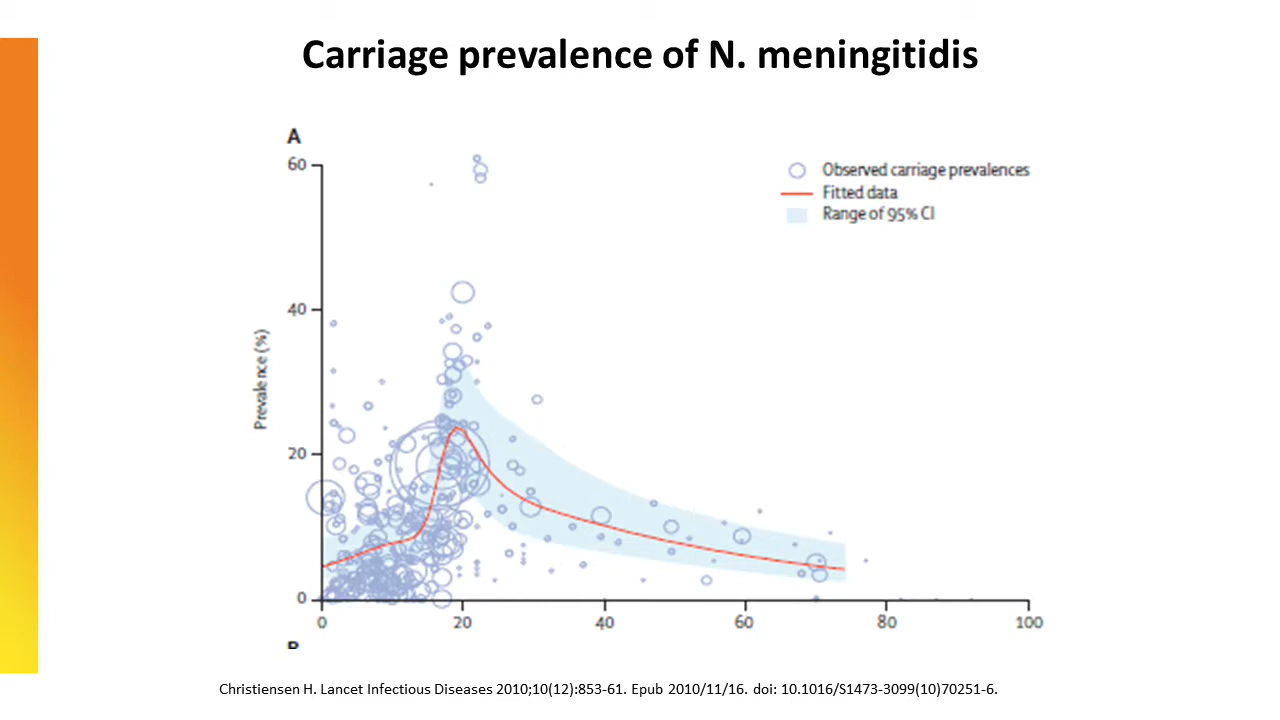 Carriage prevalence of N. meningitidis
A
60
40
20
0
Prevalence (%)
Observed carriage prevalences
Fitted data
Range of 95% CI
0 20 40 60 80 100
Christiensen H. Lancet Infectious Diseases 2010;10(12):853-61. Epub 2010/11/16. doi: 10.1016/S1473-3099(10)70251-6.